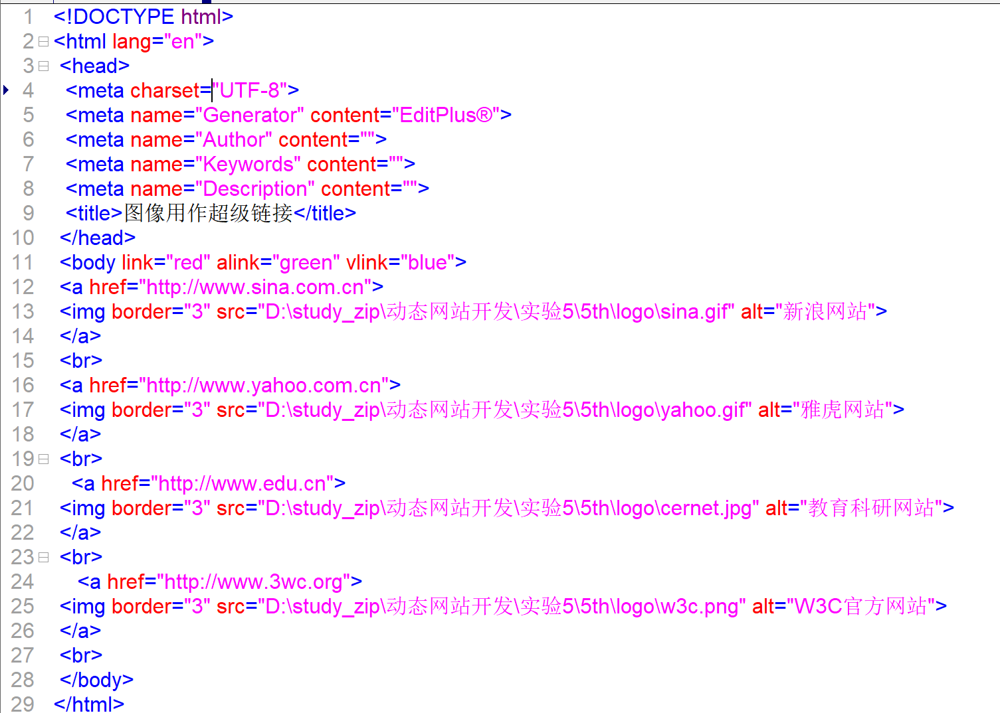 1 <!DOCTYPE html>
2 <html lang="en">
3 <head>
4 <meta charset="UTF-8">
5 <meta name="Generator" content="EditPlus®">
6 <meta name="Author" content="">
7 <meta name="Keywords" content="">
8 <meta name="Description" content="">
9 <title>图像用作超级链接</title>
10 </head>
11 <body link="red" alink="green" vlink="blue">
12 <a href="http://www.sina.com.cn">
13 <img border="3" src="D:\study_zip\动态网站开发\实验5\5th\logo\sina.gif" alt="新浪网站">
14 </a>
15 <br>
16 <a href="http://www.yahoo.com.cn">
17 <img border="3" src="D:\study_zip\动态网站开发\实验5\5th\logo\yahoo.gif" alt="雅虎网站">
18 </a>
19 <br>
20 <a href="http://www.edu.cn">
21 <img border="3" src="D:\study_zip\动态网站开发\实验5\5th\logo\cernet.jpg" alt="教育科研网站">
22 </a>
23 <br>
24 <a href="http://www.3wc.org">
25 <img border="3" src="D:\study_zip\动态网站开发\实验5\5th\logo\w3c.png" alt="W3C官方网站">
26 </a>
27 <br>
28 </body>
29 </html>